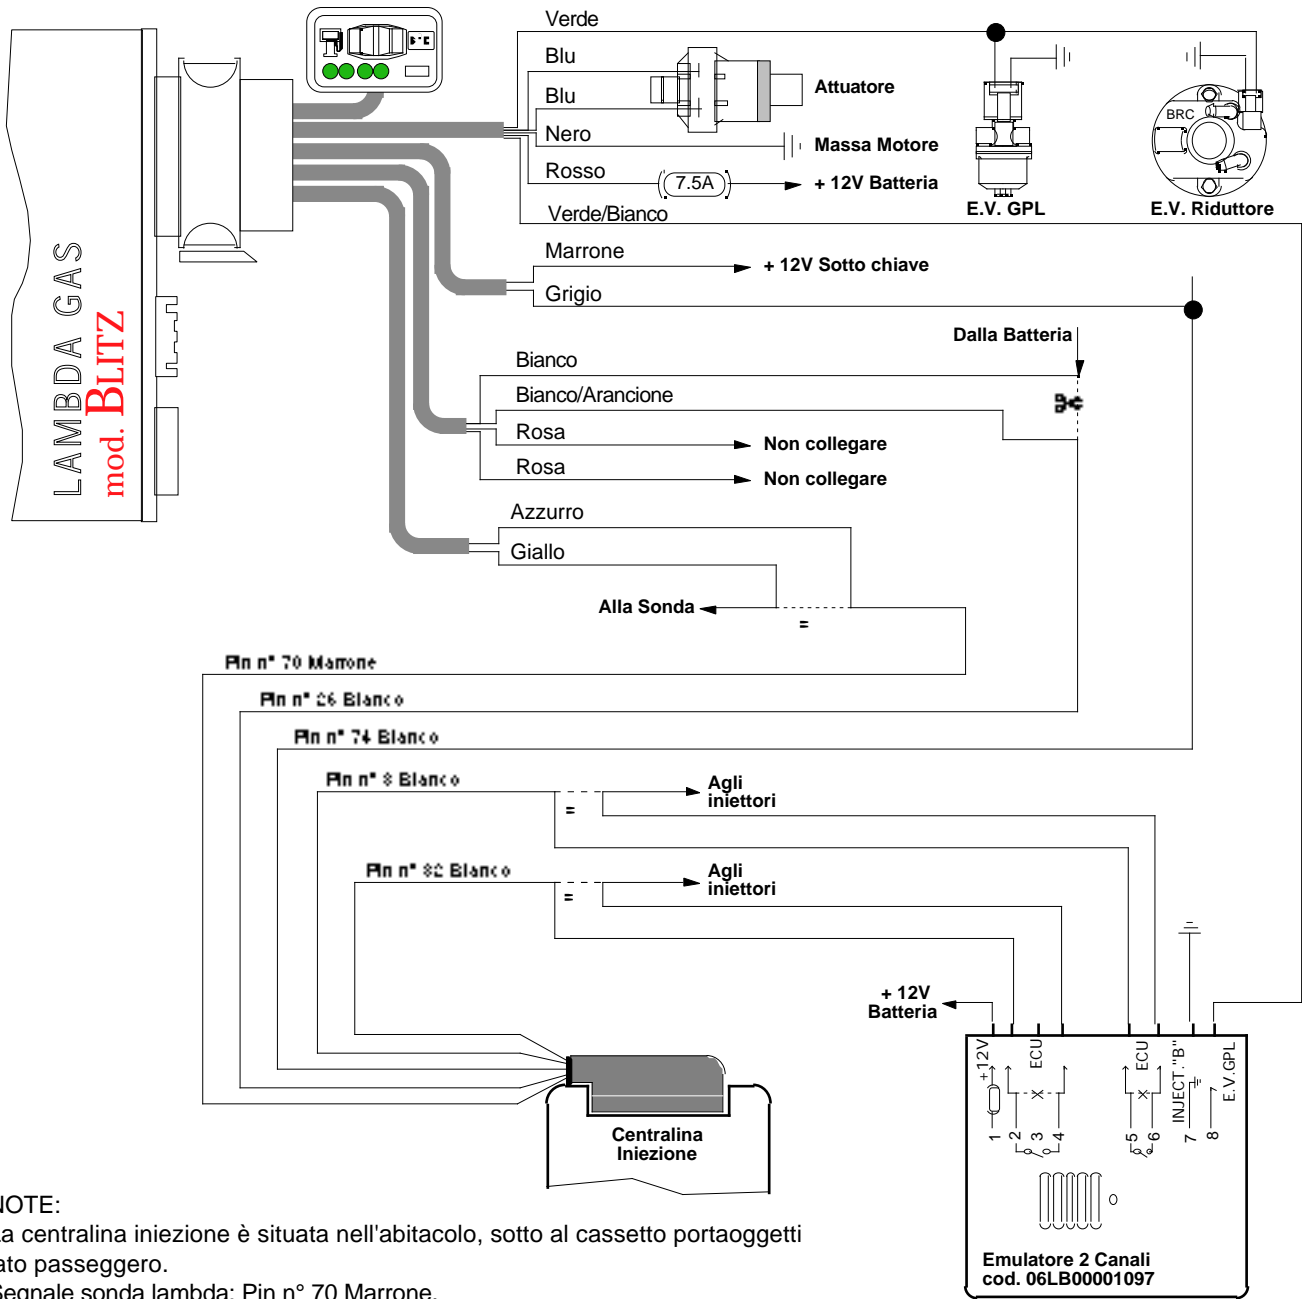 Verde
Blu
Attuatore
Blu
Nero
Massa Motore
Rosso
7.5A
+ 12V Batteria
Verde/Bianco
BRC
E.V. GPL
E.V. Riduttore
LAMBDA GAS
mod. BLITZ
Marrone
+ 12V Sotto chiave
Grigio
Dalla Batteria
Bianco
Bianco/Arancione
Rosa
Non collegare
Rosa
Non collegare
Azzurro
Giallo
Alla Sonda
Pin n° 70 Marrone
Pin n° 26 Bianco
Pin n° 74 Bianco
Pin n° 8 Bianco
Agli
iniettori
Pin n° 82 Bianco
Agli
iniettori
+ 12V
Batteria
+12V
ECU
ECU
INJECT."B"
E.V.GPL
1 2 3 4 5 6 7 8
Centralina
Iniezione
Emulatore 2 Canali
cod. 06LB00001097
NOTE:
La centralina iniezione è situata nell'abitacolo, sotto al cassetto portaoggetti
lato passeggero.
Segnale sonda lambda: Pin n° 70 Marrone.